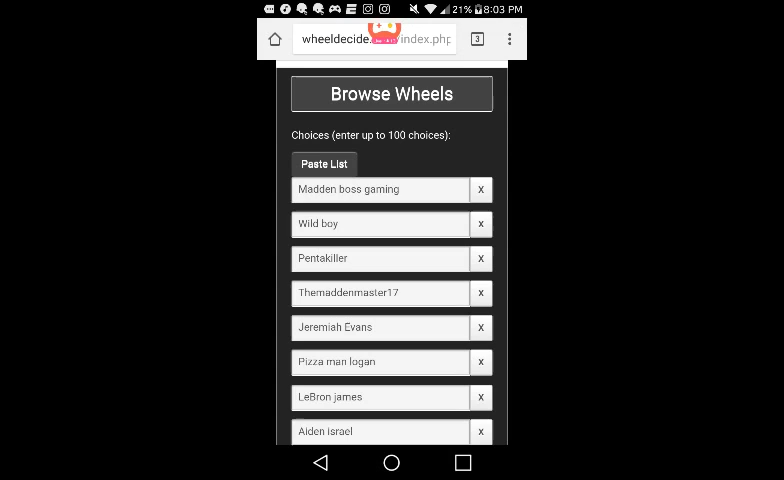 21% 8:03 PM
wheeldecide. /index.php
3
Browse Wheels
Choices (enter up to 100 choices):
Paste List
Madden boss gaming X
Wild boy X
Pentakiller X
Themaddenmaster17 X
Jeremiah Evans X
Pizza man logan X
LeBron james X
Aiden israel X